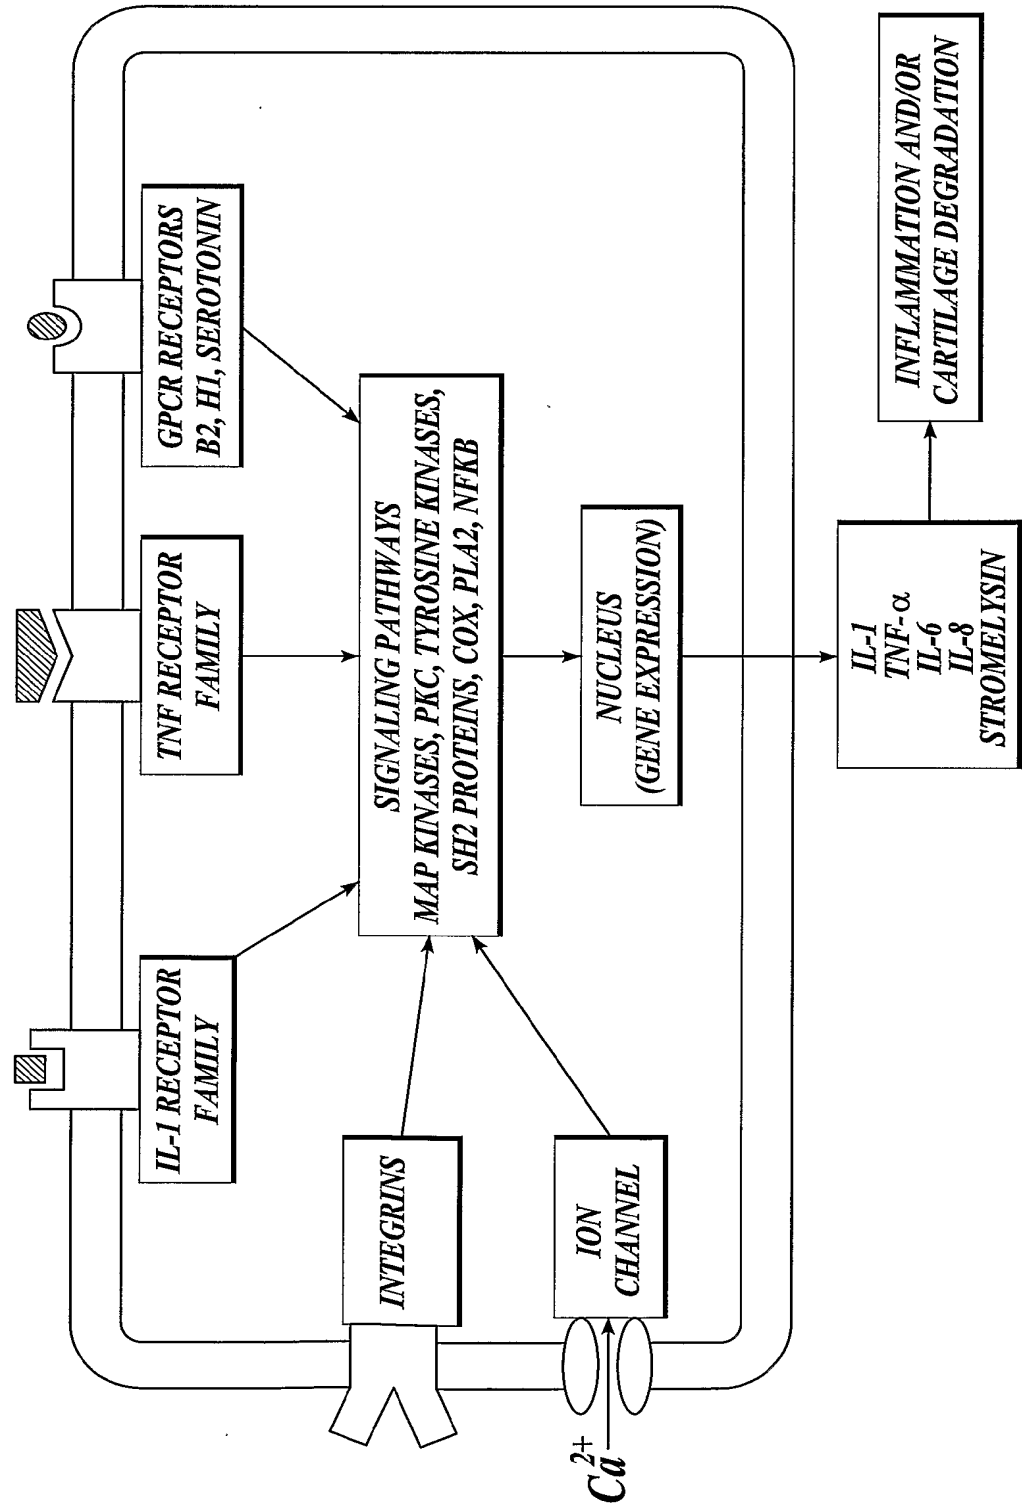 IL-1 RECEPTOR
FAMILY
TNF RECEPTOR
FAMILY
GPCR RECEPTORS
B2, H1, SEROTONIN
INTEGRINS
SIGNALING PATHWAYS
MAP KINASES, PKC, TYROSINE KINASES,
SH2 PROTEINS, COX, PLA2, NFKB
Ca2+
ION
CHANNEL
NUCLEUS
(GENE EXPRESSION)
IL-1
TNF-α
IL-6
IL-8
STROMELYSIN
INFLAMMATION AND/OR
CARTILAGE DEGRADATION